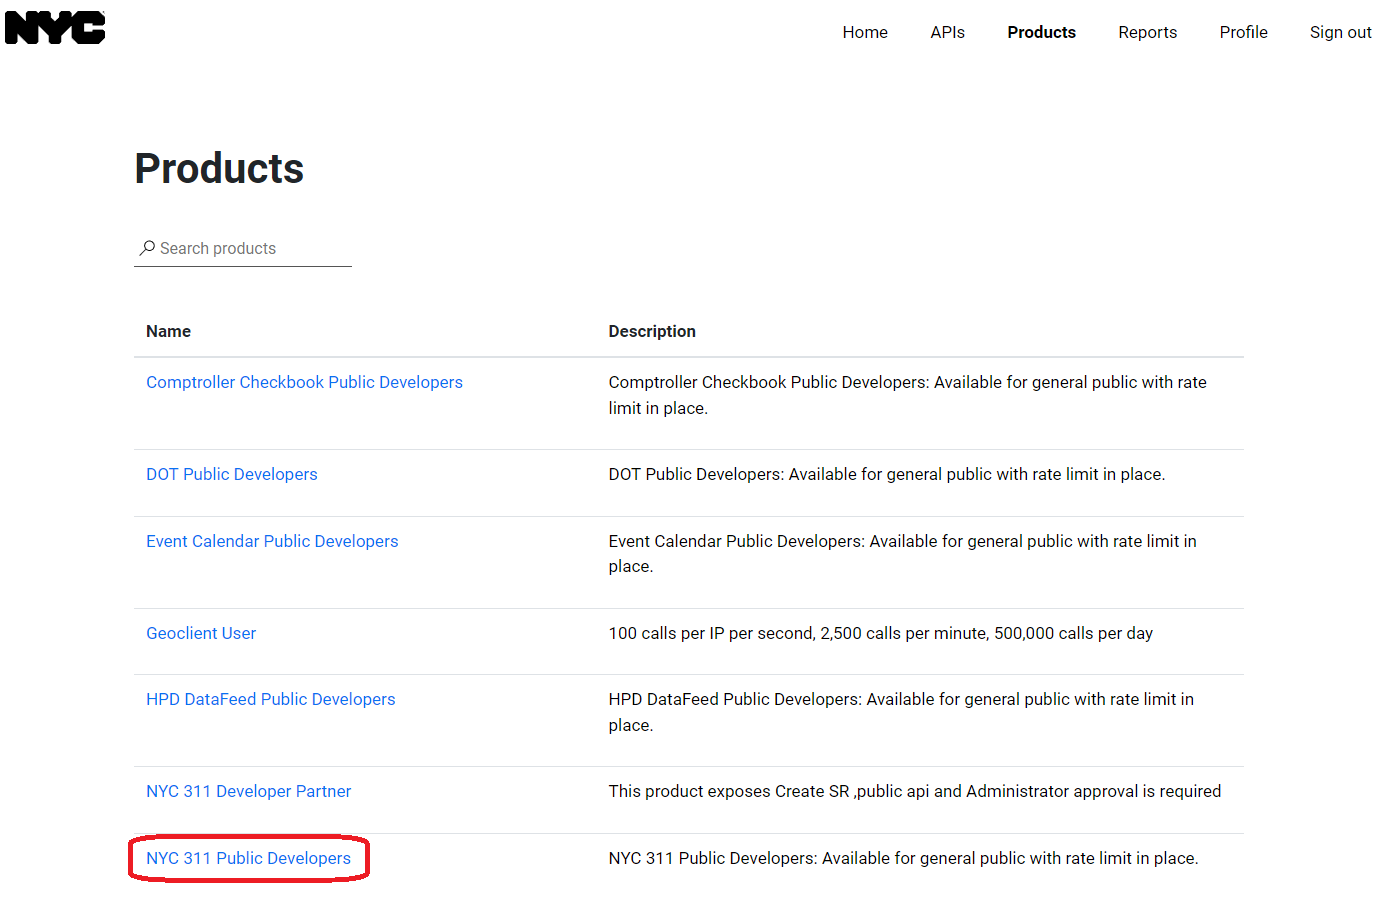 NYC
Home APIs Products Reports Profile Sign out
Products
Search products
Name Description
Comptroller Checkbook Public Developers Comptroller Checkbook Public Developers: Available for general public with rate
limit in place.
DOT Public Developers DOT Public Developers: Available for general public with rate limit in place.
Event Calendar Public Developers Event Calendar Public Developers: Available for general public with rate limit in
place.
Geoclient User 100 calls per IP per second, 2,500 calls per minute, 500,000 calls per day
HPD DataFeed Public Developers HPD DataFeed Public Developers: Available for general public with rate limit in
place.
NYC 311 Developer Partner This product exposes Create SR ,public api and Administrator approval is required
NYC 311 Public Developers NYC 311 Public Developers: Available for general public with rate limit in place.